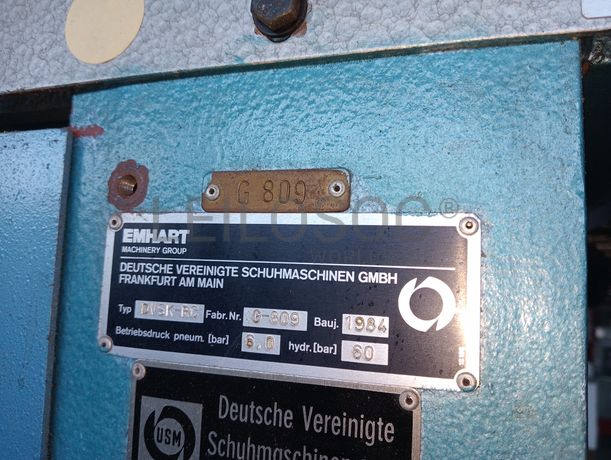 G 809
LEILOSOC®
EMHART
MACHINERY GROUP
DEUTSCHE VEREINIGTE SCHUHMASCHINEN GMBH
FRANKFURT AM MAIN
Typ Fabr.Nr. G-809 Bauj. 1984
Betriebsdruck pneum. [bar] 6.0 hydr. [bar] 60
USM
Deutsche Vereinigte
Schuhmaschinen